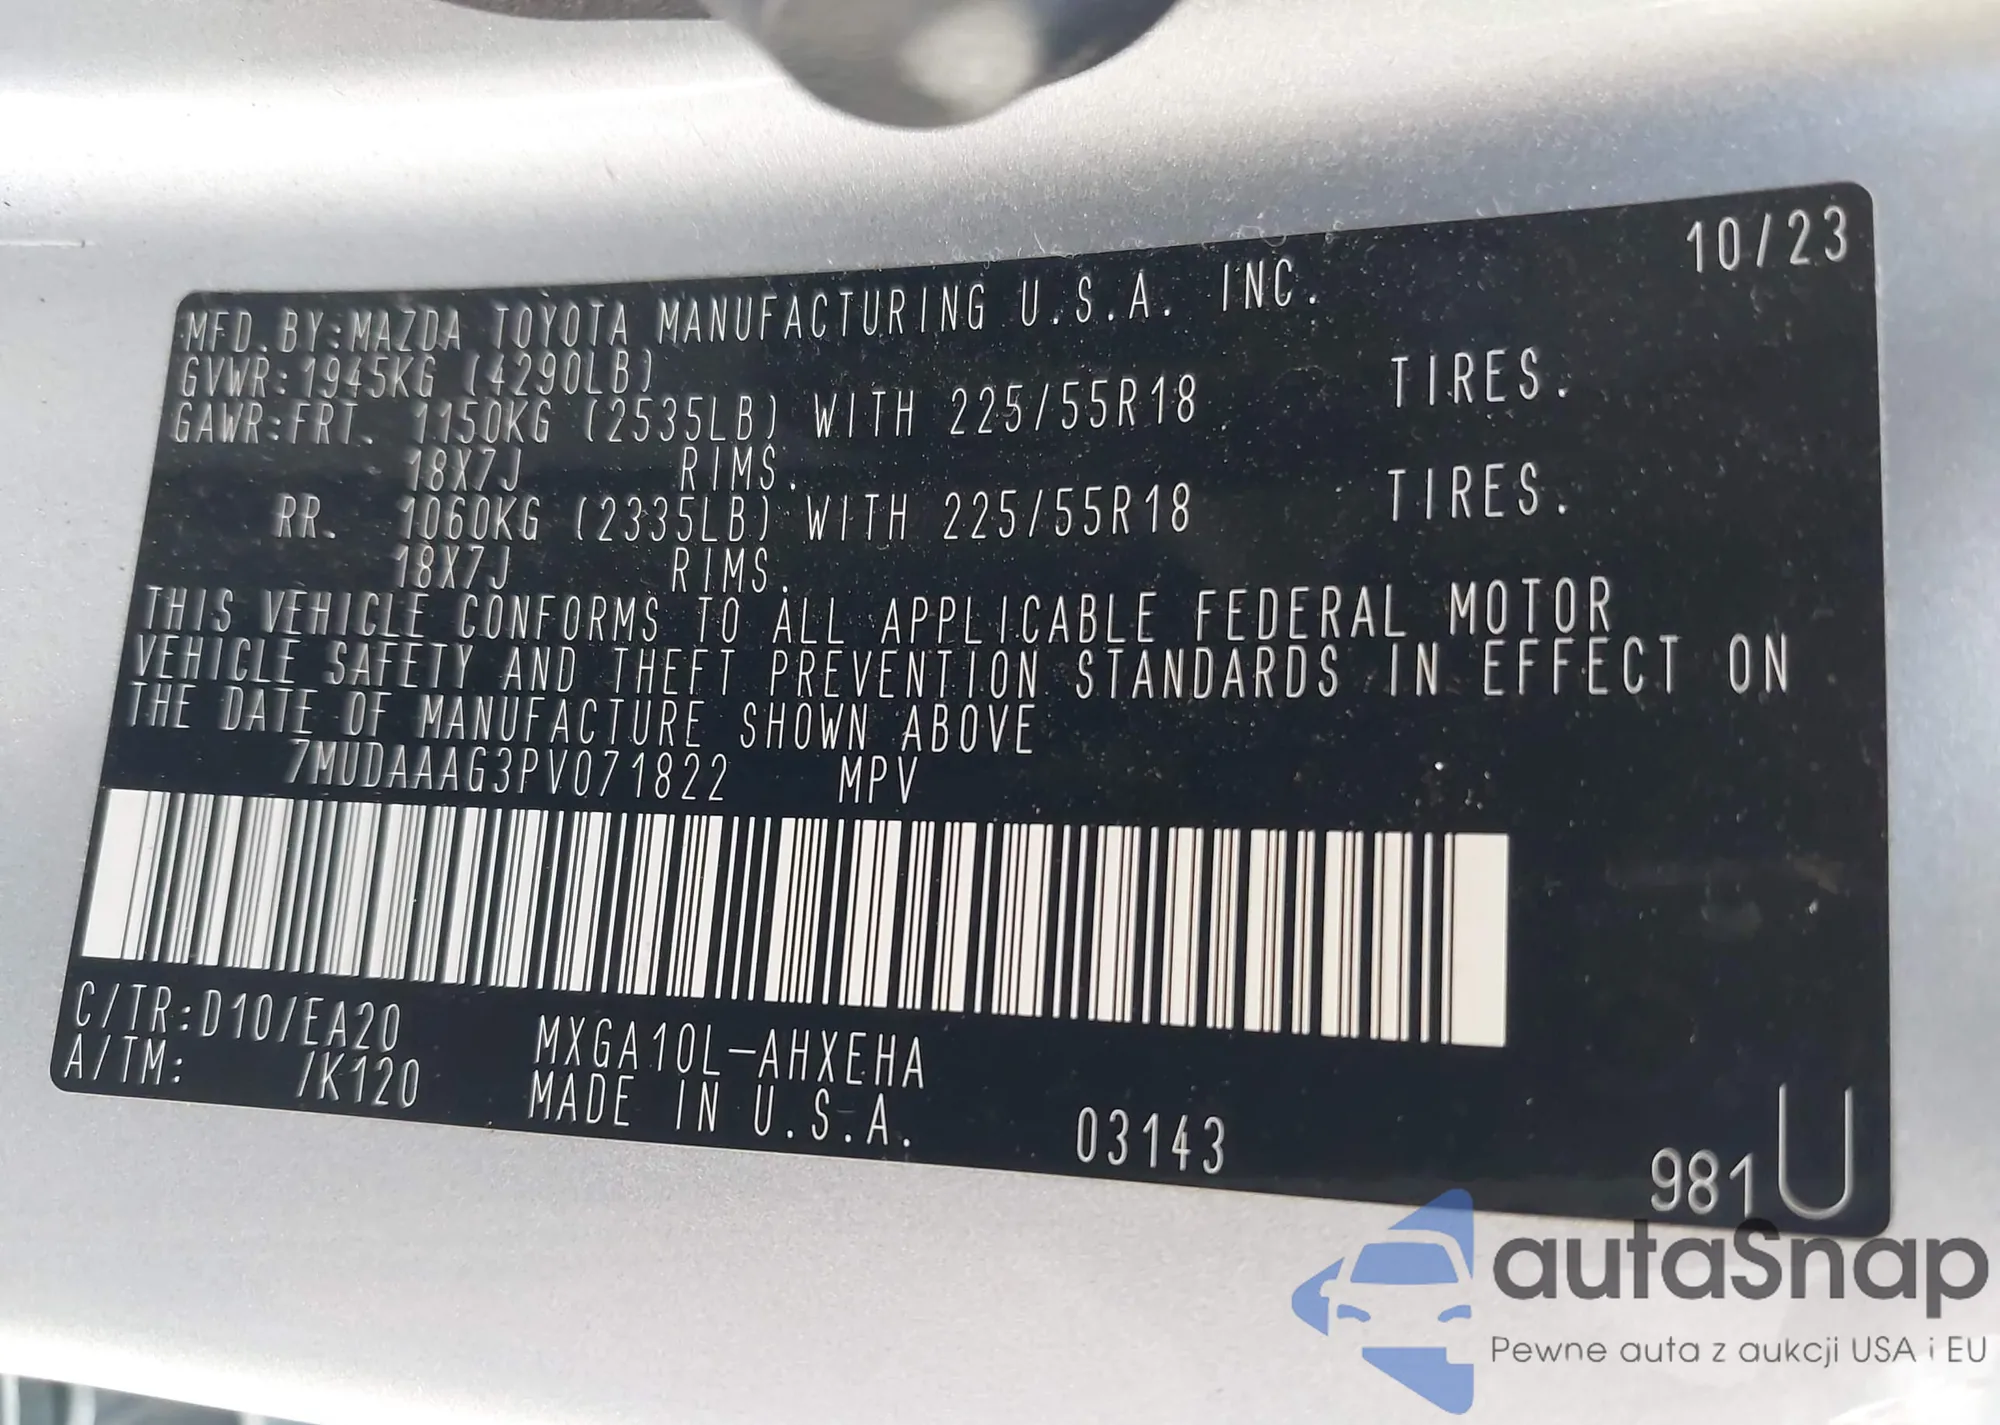 10/23
MFD.BY:MAZDA TOYOTA MANUFACTURING U.S.A. INC.
GVWR:1945KG (4290LB)
GAWR:FRT. 1150KG (2535LB) WITH 225/55R18 TIRES.
18X7J RIMS.
RR. 1060KG (2335LB) WITH 225/55R18 TIRES.
18X7J RIMS.
THIS VEHICLE CONFORMS TO ALL APPLICABLE FEDERAL MOTOR
VEHICLE SAFETY AND THEFT PREVENTION STANDARDS IN EFFECT ON
THE DATE OF MANUFACTURE SHOWN ABOVE
7MUDAAAG3PV071822 MPV
C/TR:D10/EA20 MXGA10L-AHXEHA
A/TM: /K120 MADE IN U.S.A. 03143
981U
autaSnap
Pewne auta z aukcji USA i EU